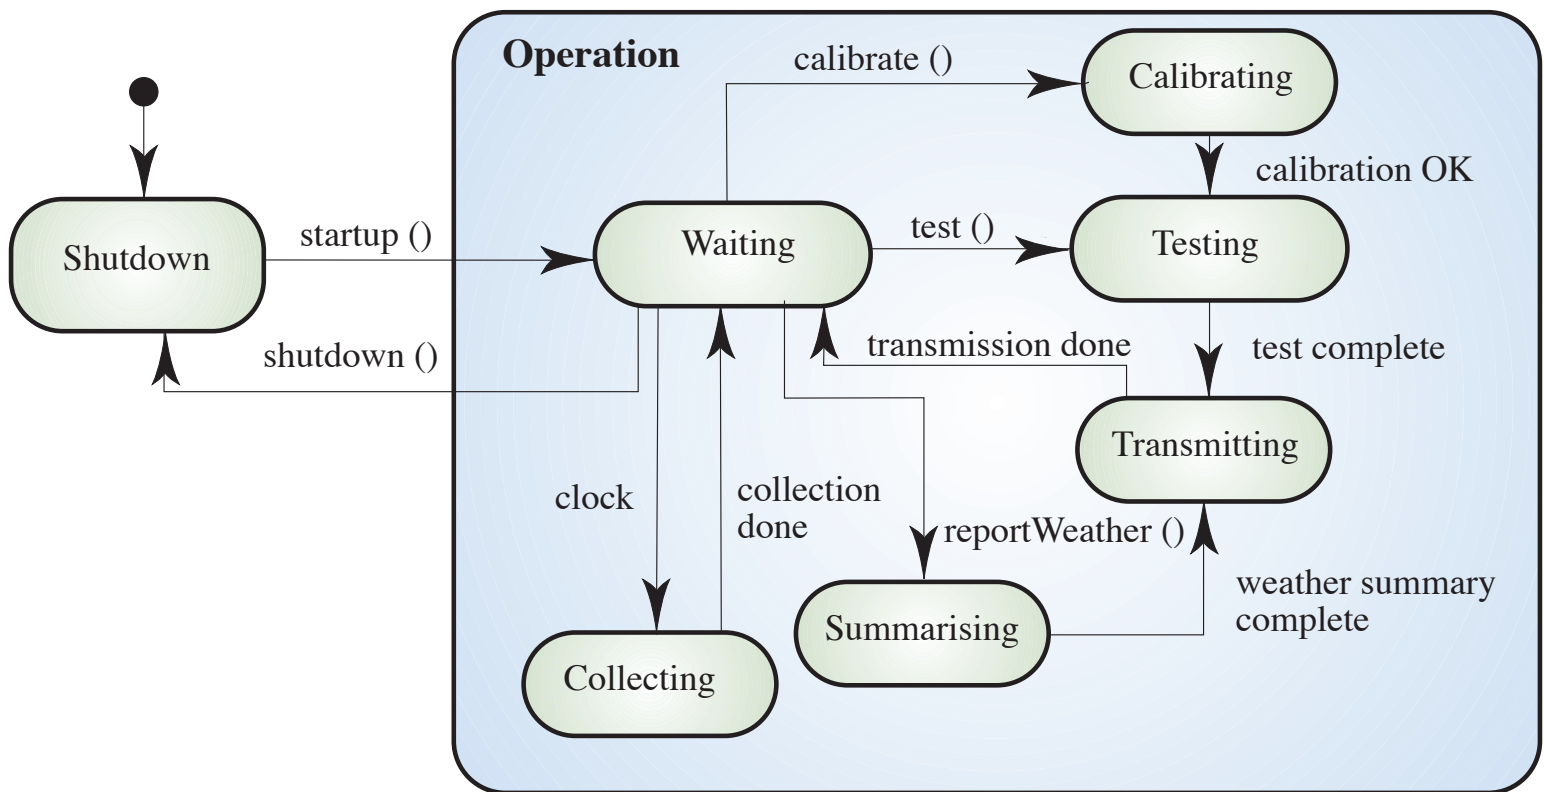 Operation
calibrate ()
Calibrating
calibration OK
startup ()
Shutdown
Waiting
test ()
Testing
shutdown ()
transmission done
test complete
Transmitting
clock
collection
done
reportWeather ()
weather summary
complete
Summarising
Collecting